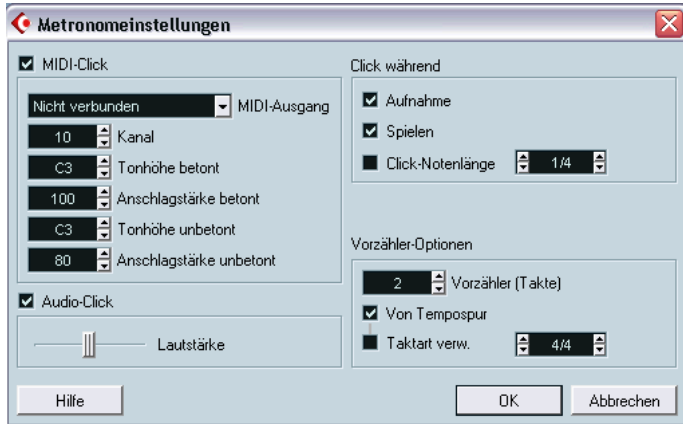 Metronomeinstellungen
MIDI-Click
Nicht verbunden MIDI-Ausgang
10 Kanal
C3 Tonhöhe betont
100 Anschlagstärke betont
C3 Tonhöhe unbetont
80 Anschlagstärke unbetont
Audio-Click
Lautstärke
Click während
Aufnahme
Spielen
Click-Notenlänge 1/4
Vorzähler-Optionen
2 Vorzähler (Takte)
Von Tempospur
Taktart verw. 4/4
Hilfe
OK
Abbrechen